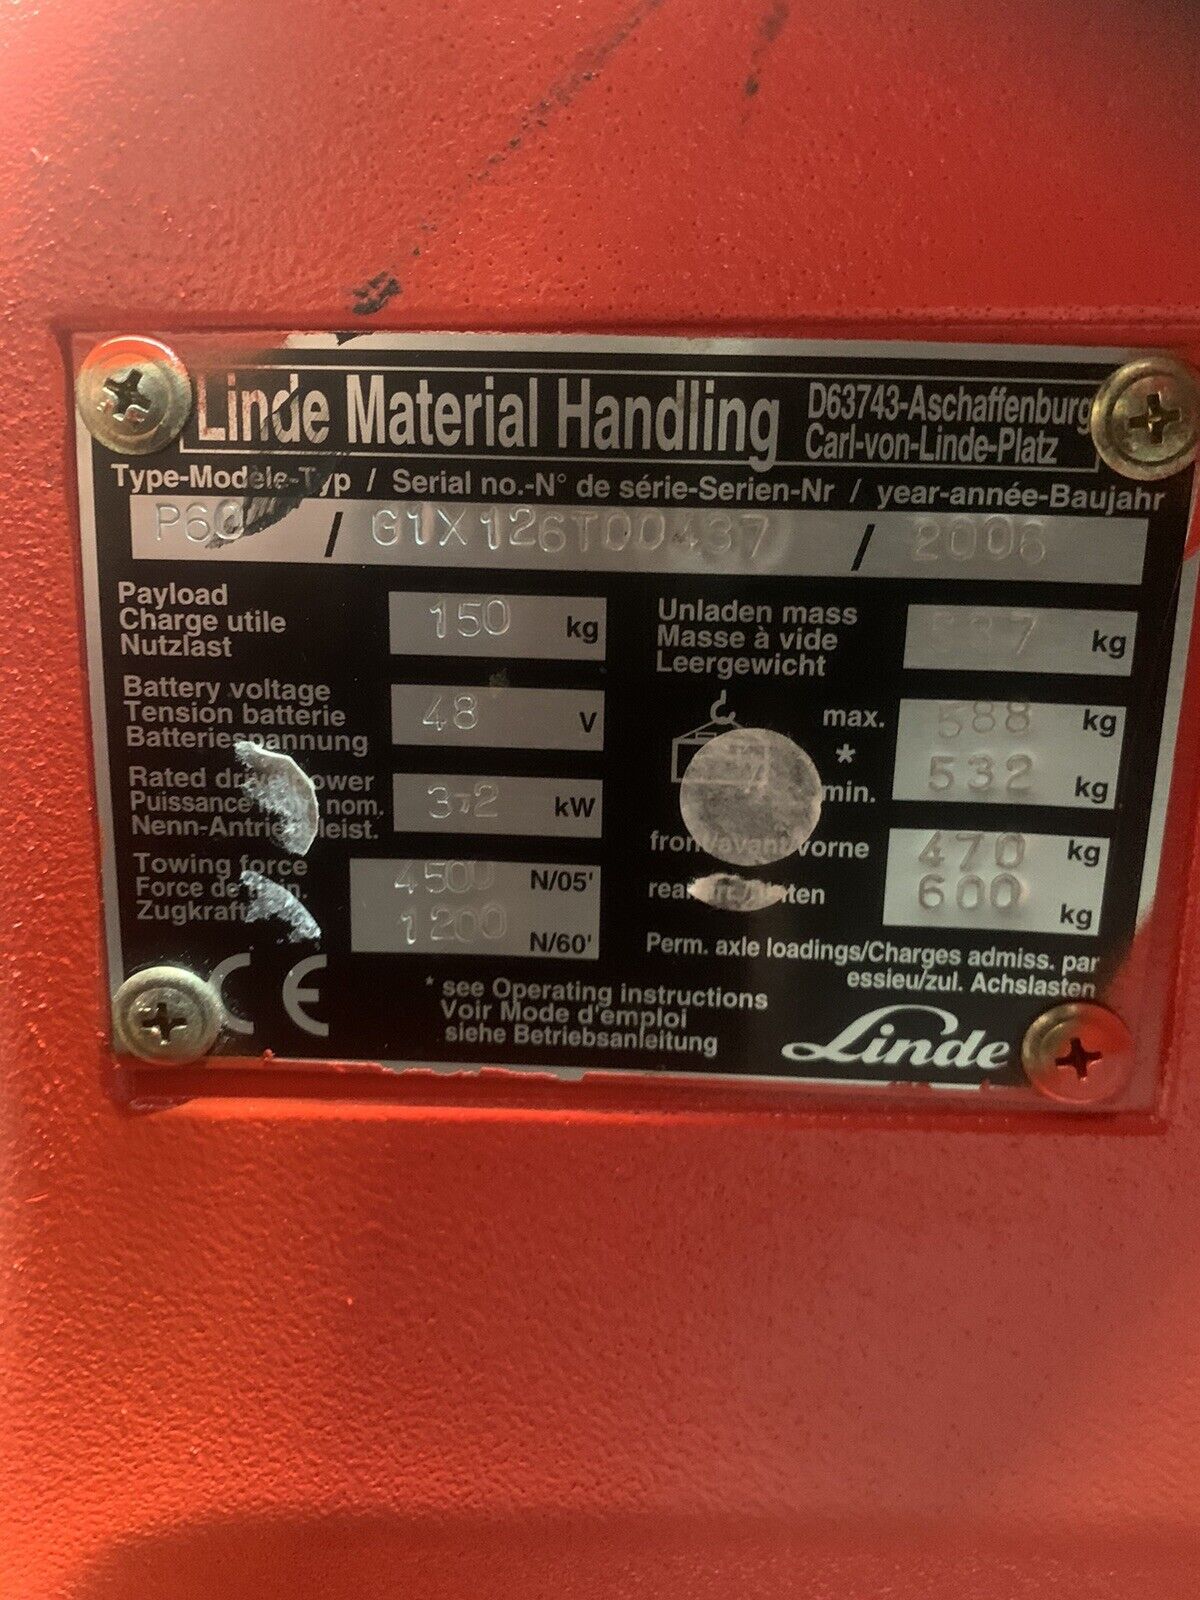 Linde Material Handling D63743-Aschaffenburg
Carl-von-Linde-Platz
Type-Modèle-Typ / Serial no.-N° de série-Serien-Nr / year-année-Baujahr
P60 / G1X126T00437 / 2006
Payload
Charge utile
Nutzlast
150 kg
Battery voltage
Tension batterie
Batteriespannung
48 V
Rated drive power
Puissance nom.
Nenn-Antriebsleist.
3,2 kW
Towing force
Force de
Zugkraft
4500 N/05'
1200 N/60'
Unladen mass
Masse à vide
Leergewicht
kg
max. 588 kg
*
min. 532 kg
front/avant/vorne 470 kg
600 kg
Perm. axle loadings/Charges admiss. par
essieu/zul. Achslasten
CE
* see Operating instructions
Voir Mode d'emploi
siehe Betriebsanleitung
Linde